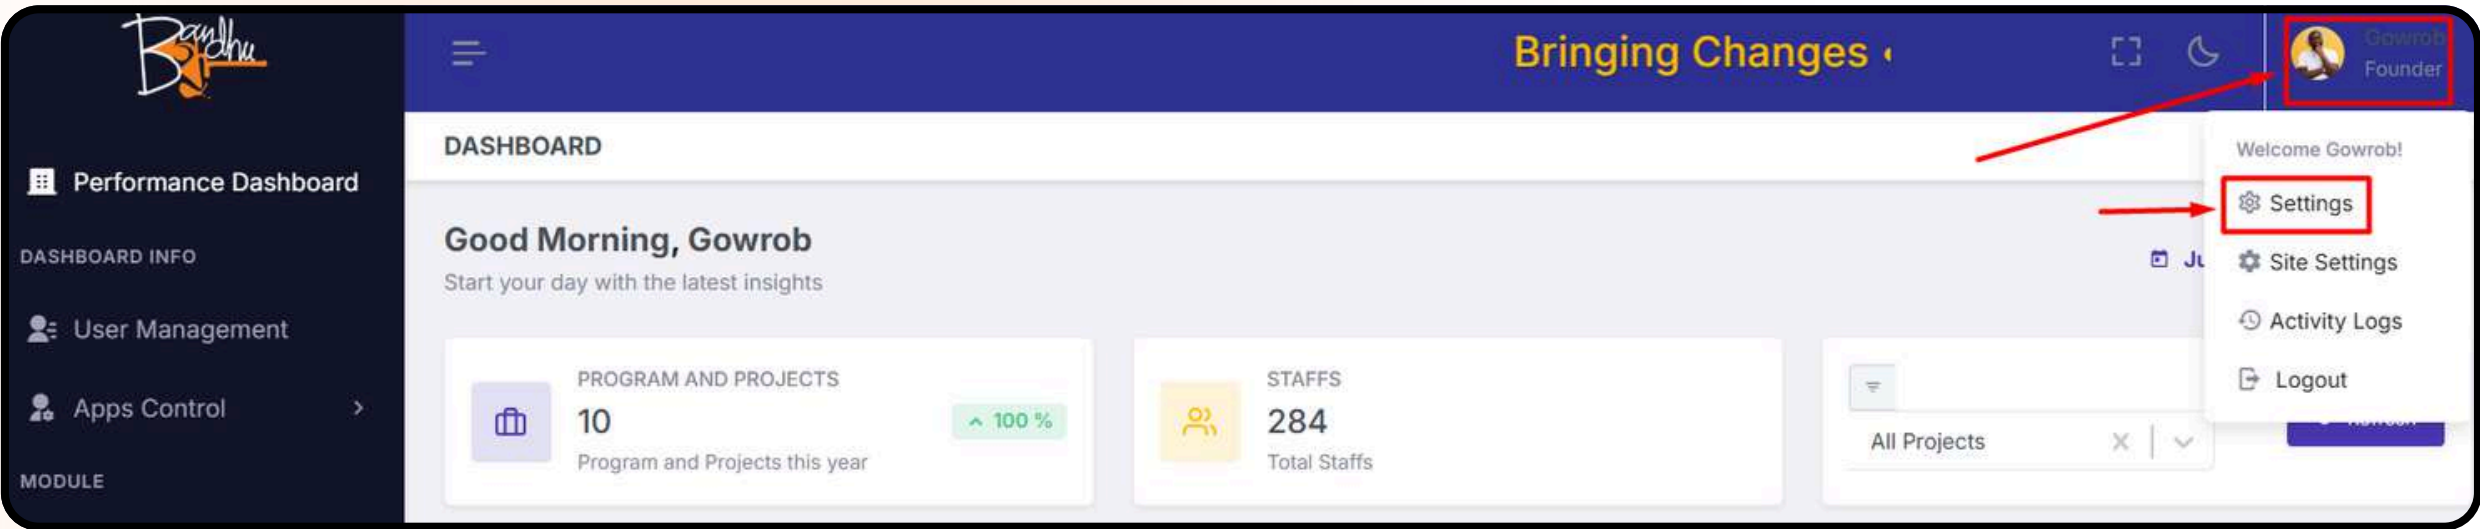 Bandhu
Bringing Changes
Gowrob
Founder
DASHBOARD
Welcome Gowrob!
Performance Dashboard
Settings
Good Morning, Gowrob
DASHBOARD INFO
Site Settings
Start your day with the latest insights
User Management
Activity Logs
PROGRAM AND PROJECTS
STAFFS
Logout
Apps Control
10
100 %
284
All Projects
Program and Projects this year
Total Staffs
MODULE